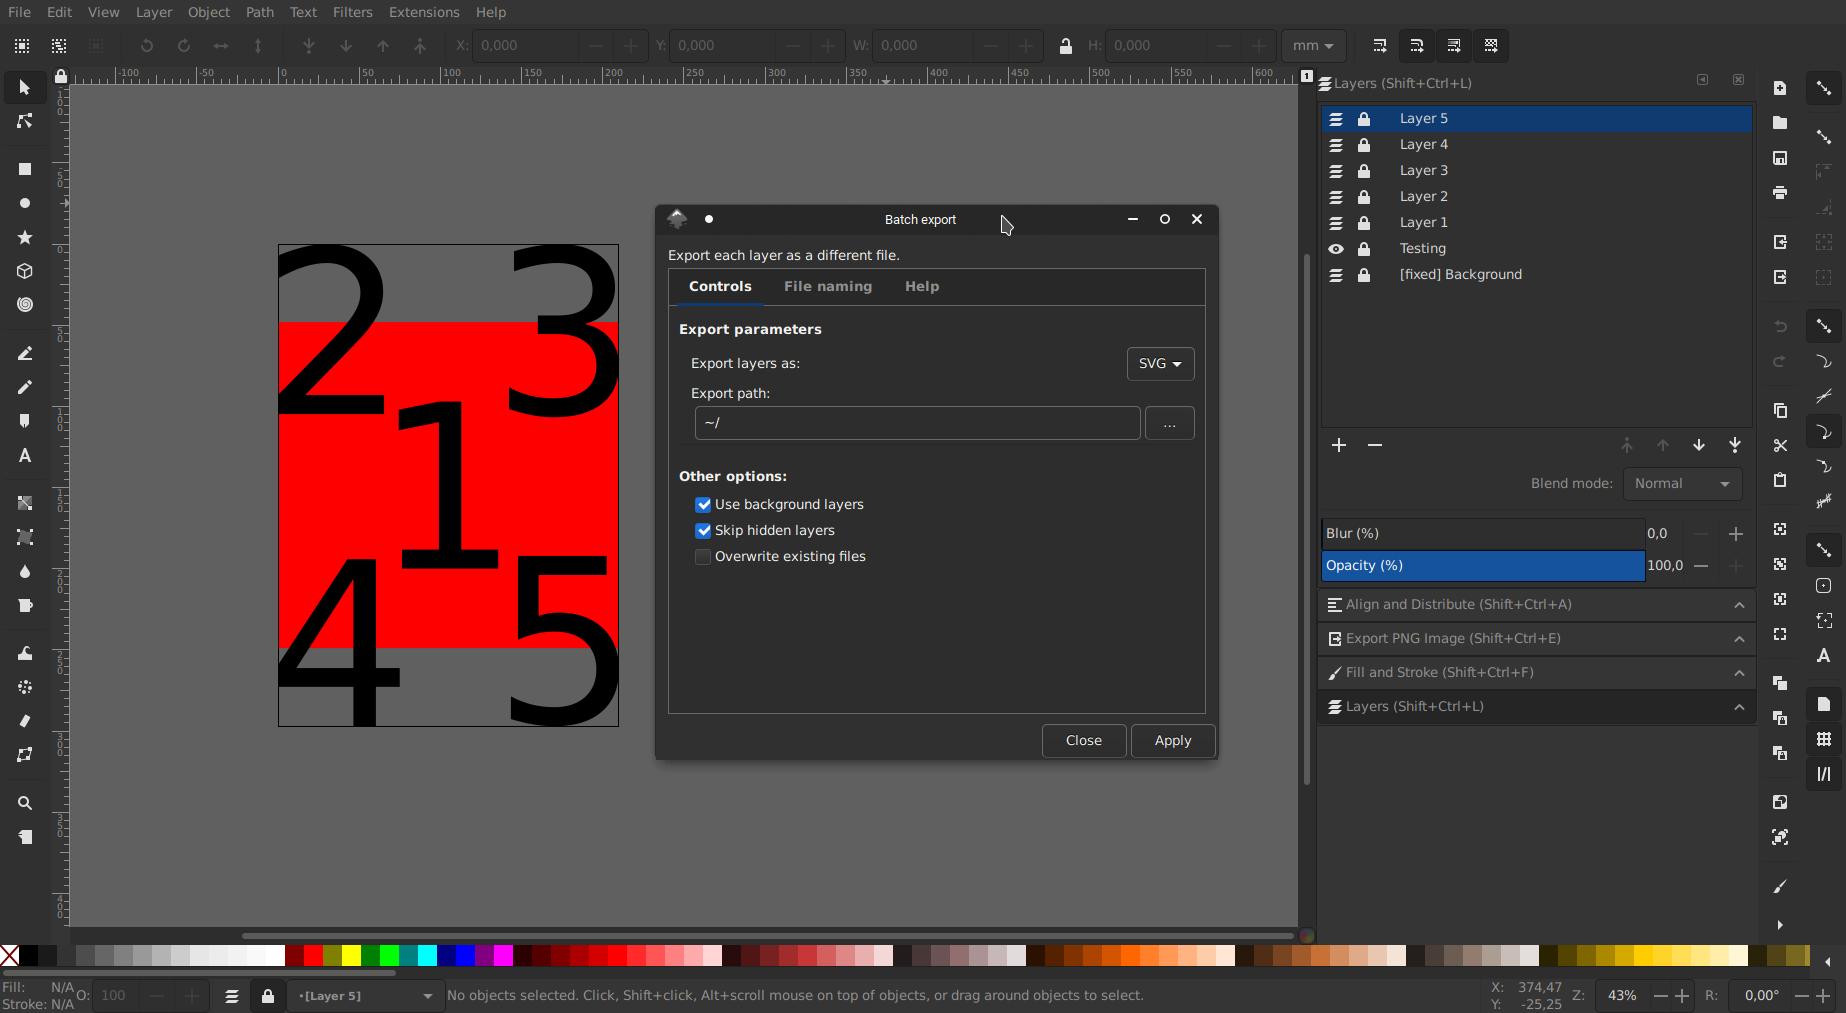 File Edit View Layer Object Path Text Filters Extensions Help
X: 0,000 Y: 0,000 W: 0,000 H: 0,000 mm
-100 -50 0 50 100 150 200 250 300 350 400 450 500 550 600
1
Layers (Shift+Ctrl+L)
Layer 5
Layer 4
Layer 3
Layer 2
Layer 1
Testing
[fixed] Background
Blend mode: Normal
Blur (%) 0,0
Opacity (%) 100,0
Align and Distribute (Shift+Ctrl+A)
Export PNG Image (Shift+Ctrl+E)
Fill and Stroke (Shift+Ctrl+F)
Layers (Shift+Ctrl+L)
2 3
1
4 5
Batch export
Export each layer as a different file.
Controls File naming Help
Export parameters
Export layers as: SVG
Export path:
~/ ...
Other options:
Use background layers
Skip hidden layers
Overwrite existing files
Close Apply
Fill: N/A
Stroke: N/A
O: 100
•[Layer 5]
No objects selected. Click, Shift+click, Alt+scroll mouse on top of objects, or drag around objects to select.
X: 374,47
Y: -25,25
Z: 43% R: 0,00°